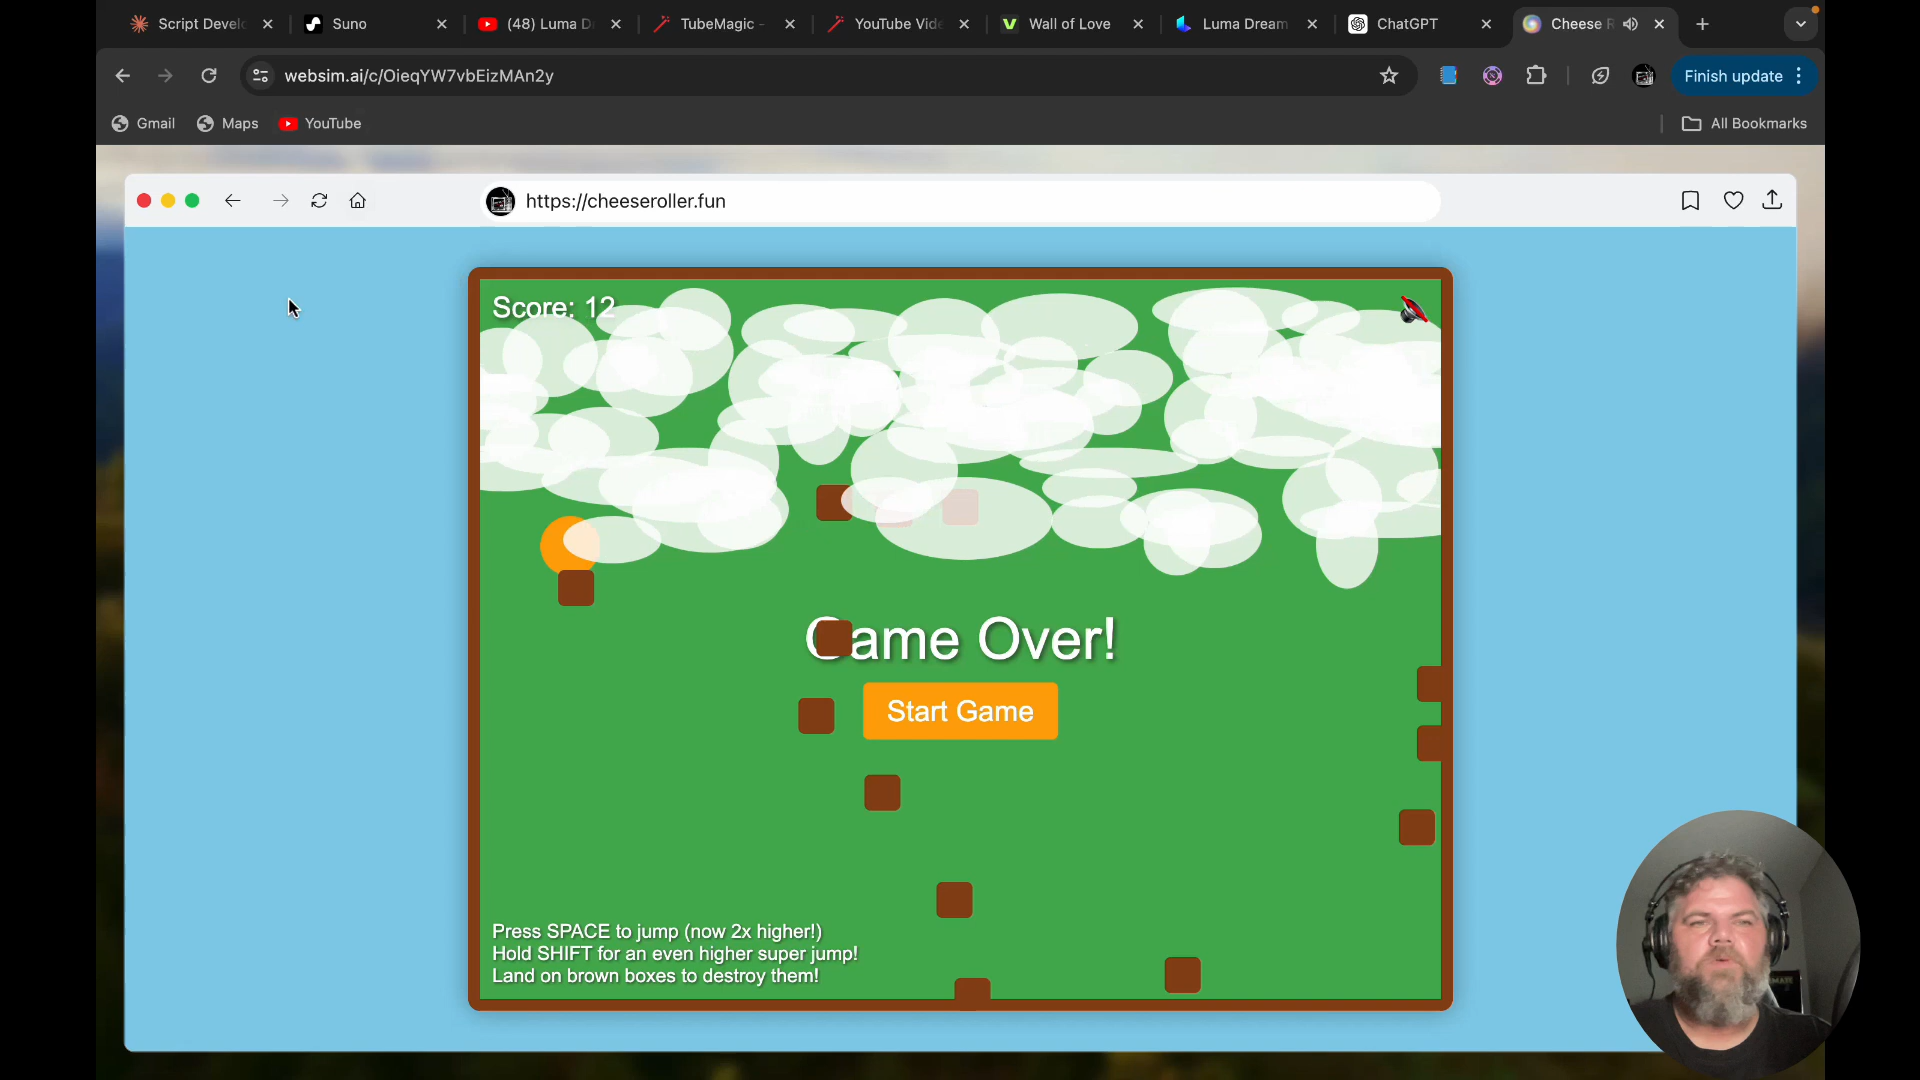 Script Develo
Suno
(48) Luma D
TubeMagic -
YouTube Vid
Wall of Love
Luma Dream
ChatGPT
Cheese R
websim.ai/c/OieqYW7vbEizMAn2y
Finish update
Gmail
Maps
YouTube
All Bookmarks
https://cheeseroller.fun
Score: 12
Game Over!
Start Game
Press SPACE to jump (now 2x higher!)
Hold SHIFT for an even higher super jump!
Land on brown boxes to destroy them!